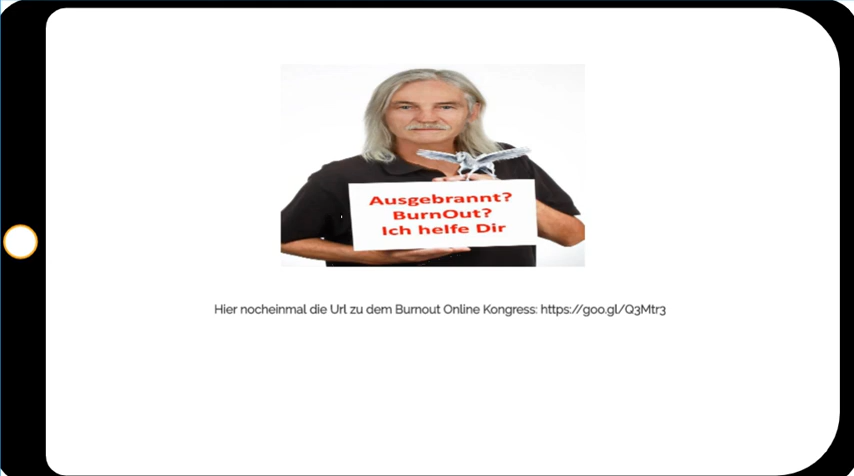 Ausgebrannt?
BurnOut?
Ich helfe Dir
Hier nocheinmal die Url zu dem Burnout Online Kongress: https://goo.gl/Q3Mtr3